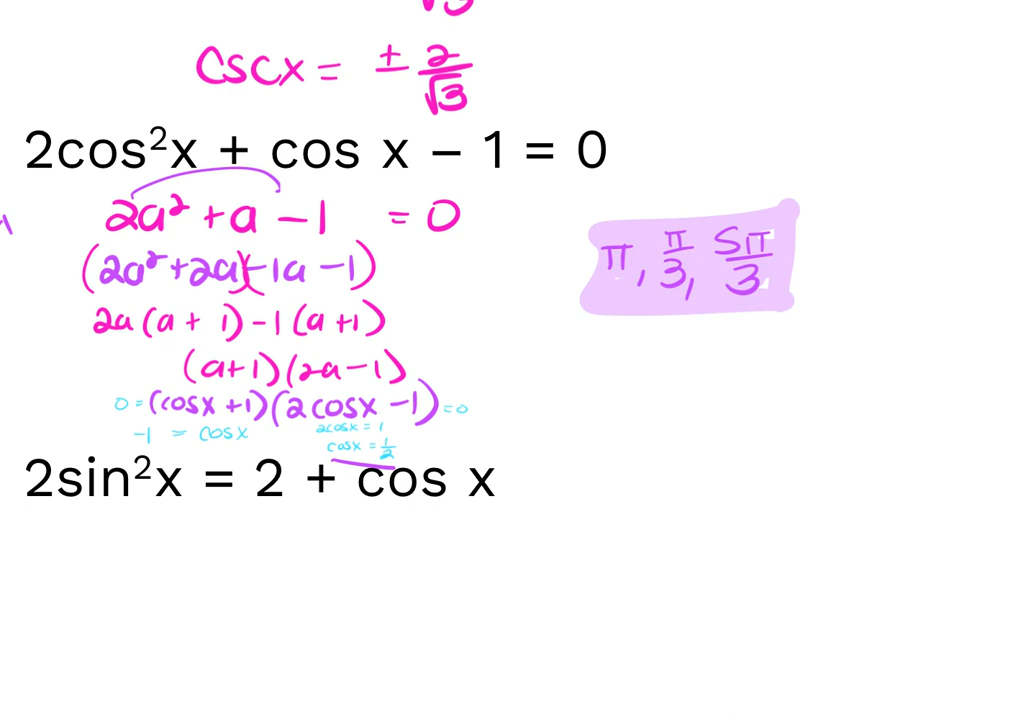 √3
cscx = ± 2/√3
2cos²x + cos x – 1 = 0
2a² + a - 1 = 0
(2a² + 2a)(-1a - 1)
π, π/3, 5π/3
2a(a + 1) - 1(a + 1)
(a+1)(2a-1)
0 = (cosx + 1)(2cosx - 1) = 0
-1 = cosx
2cosx = 1
cosx = 1/2
2sin²x = 2 + cos x